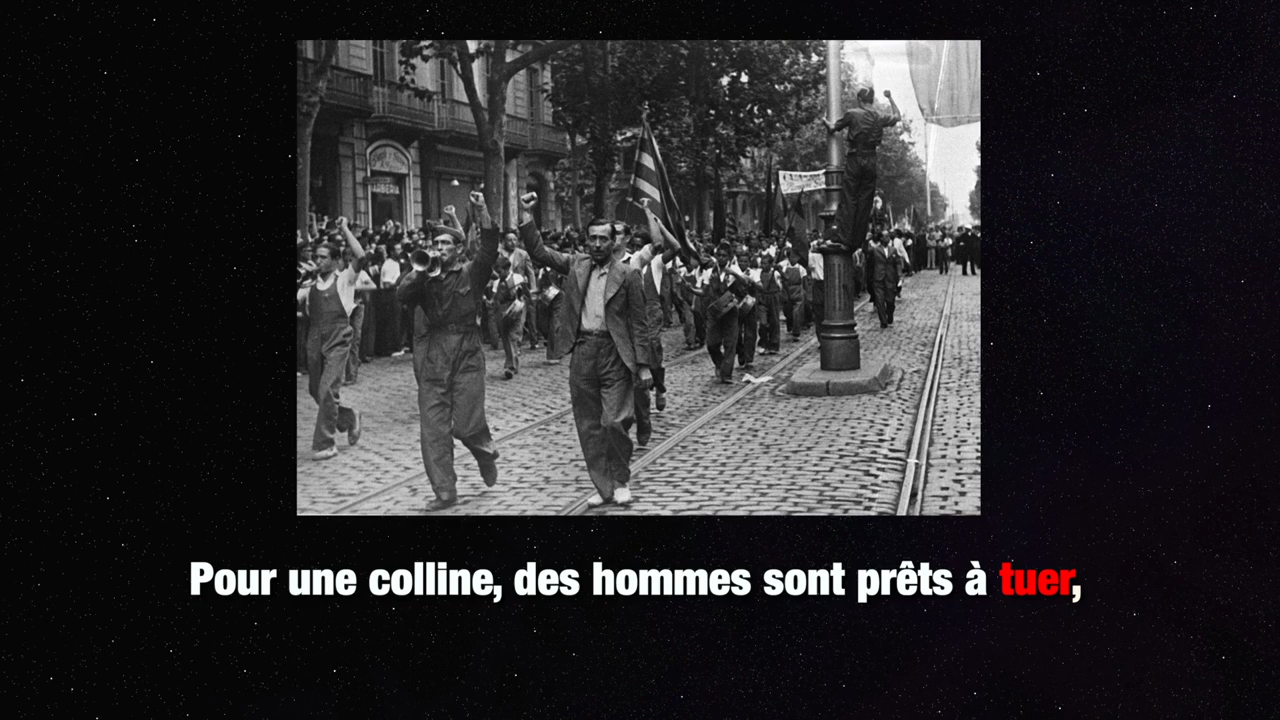 Pour une colline, des hommes sont prêts à tuer,